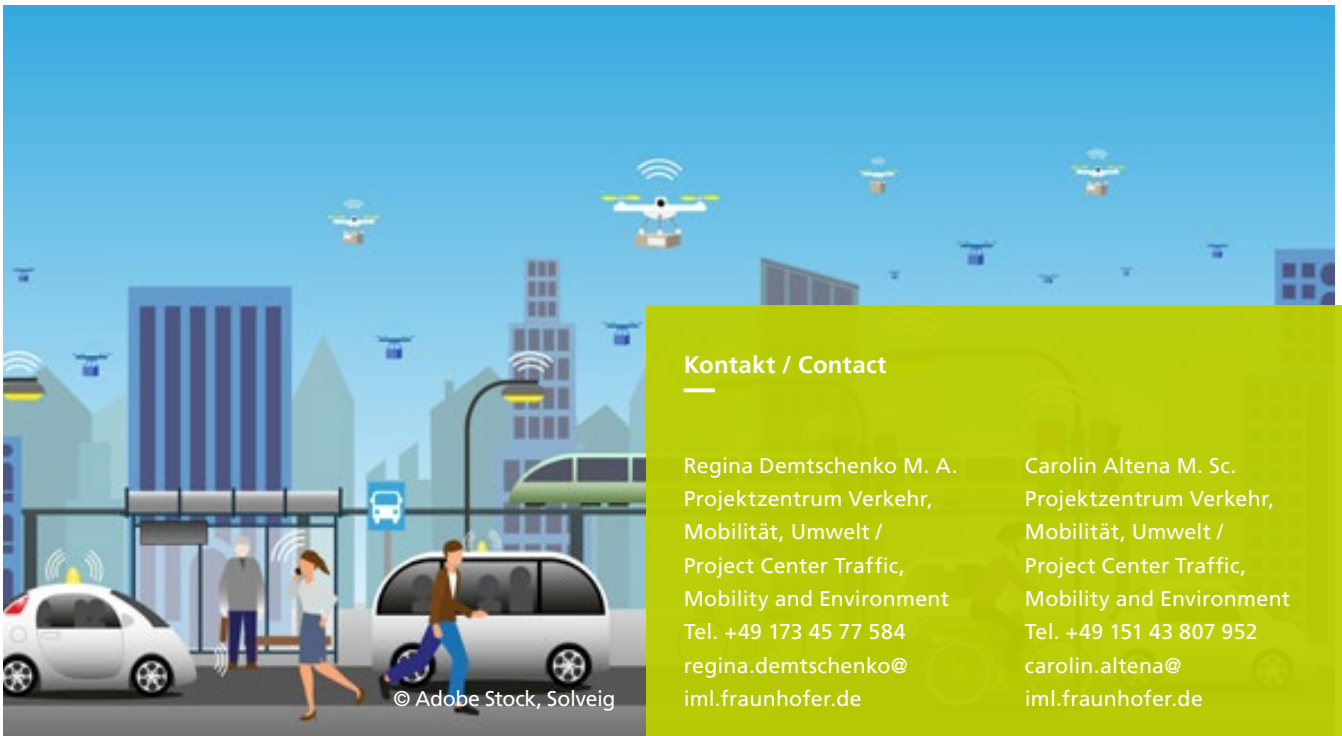 Kontakt / Contact
Regina Demtschenko M. A.
Projektzentrum Verkehr,
Mobilität, Umwelt /
Project Center Traffic,
Mobility and Environment
Tel. +49 173 45 77 584
regina.demtschenko@
iml.fraunhofer.de
Carolin Altena M. Sc.
Projektzentrum Verkehr,
Mobilität, Umwelt /
Project Center Traffic,
Mobility and Environment
Tel. +49 151 43 807 952
carolin.altena@
iml.fraunhofer.de
© Adobe Stock, Solveig